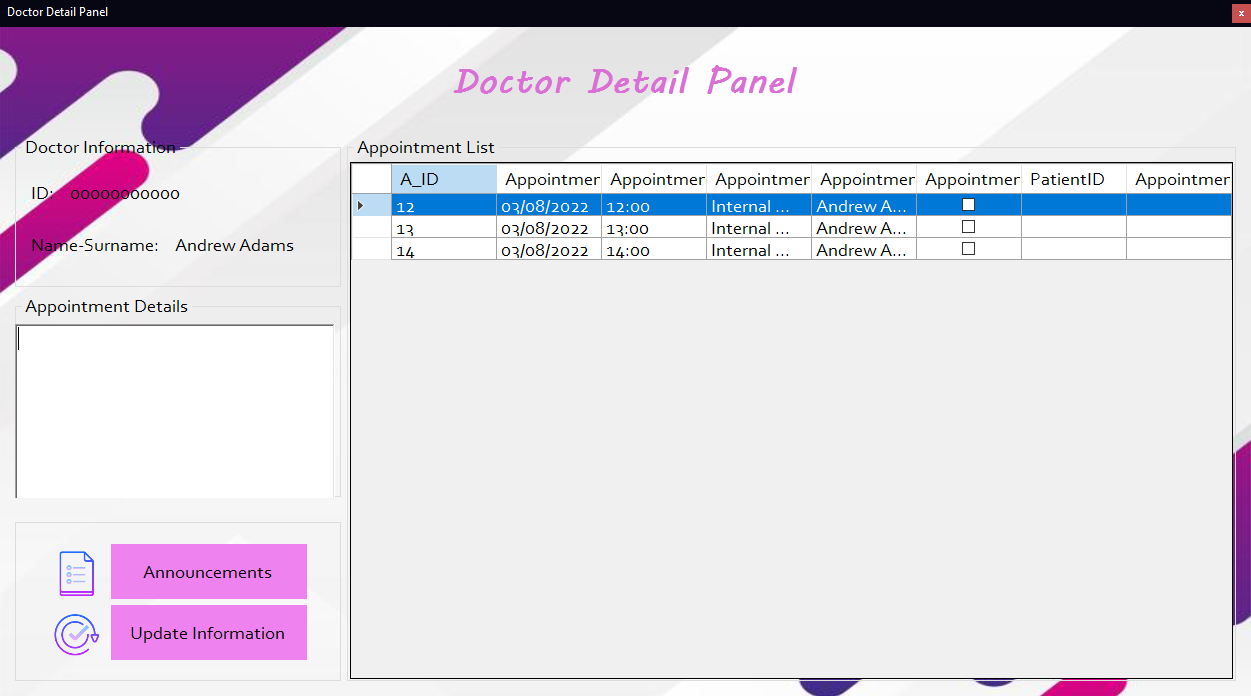 Doctor Detail Panel
x
Doctor Detail Panel
Doctor Information
ID: 00000000000
Name-Surname: Andrew Adams
Appointment Details
Announcements
Update Information
Appointment List
A_ID Appointmer Appointmer Appointmer Appointmer Appointmer PatientID Appointmer
12 03/08/2022 12:00 Internal ... Andrew A...
13 03/08/2022 13:00 Internal ... Andrew A...
14 03/08/2022 14:00 Internal ... Andrew A...